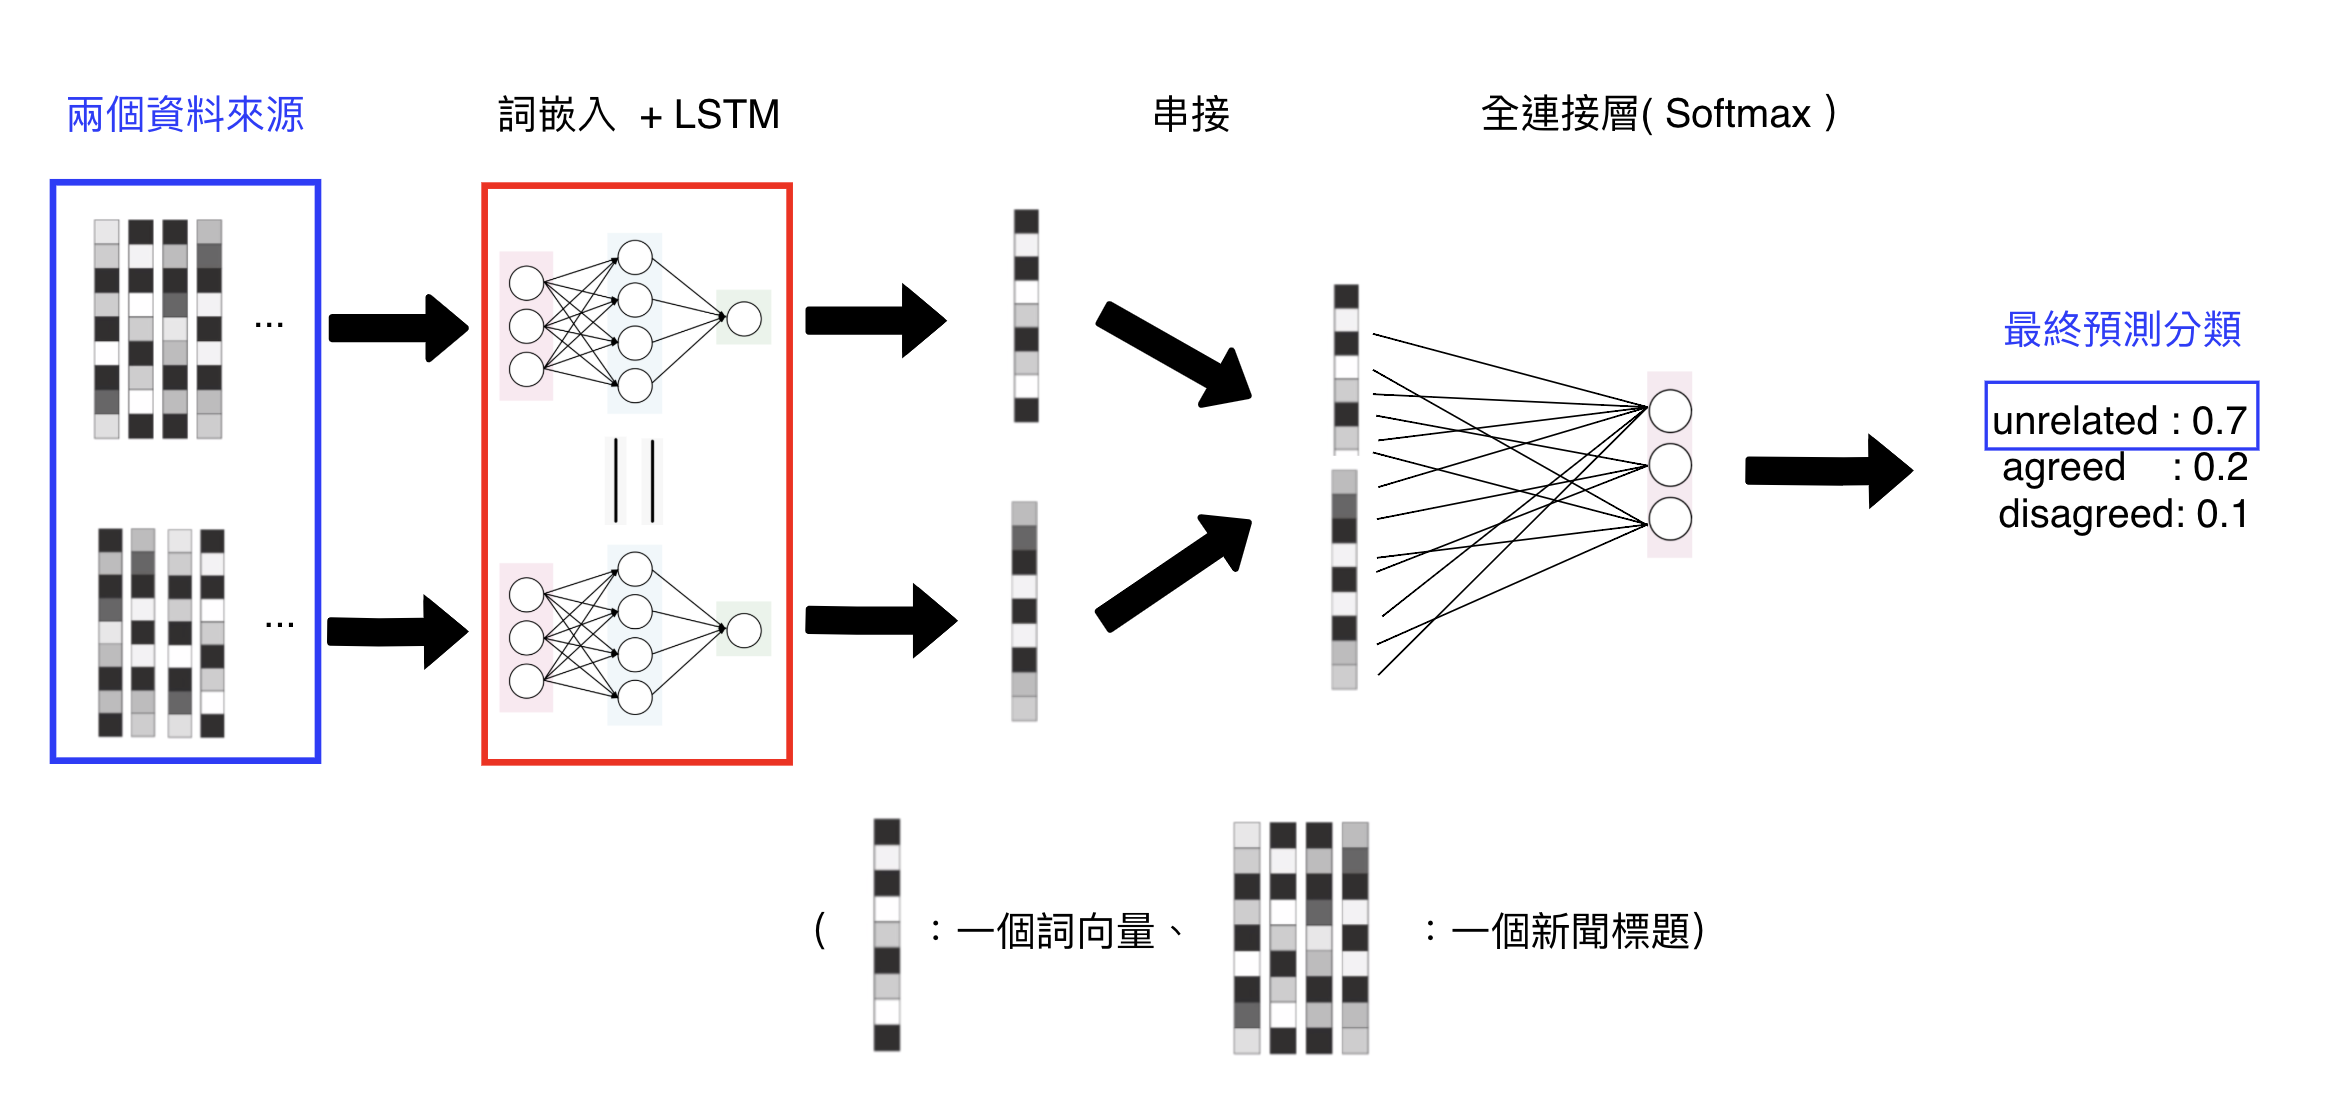 兩個資料來源
詞嵌入 + LSTM
串接
全連接層( Softmax )
...
...
最終預測分類
unrelated : 0.7
agreed : 0.2
disagreed: 0.1
( : 一個詞向量、 : 一個新聞標題)